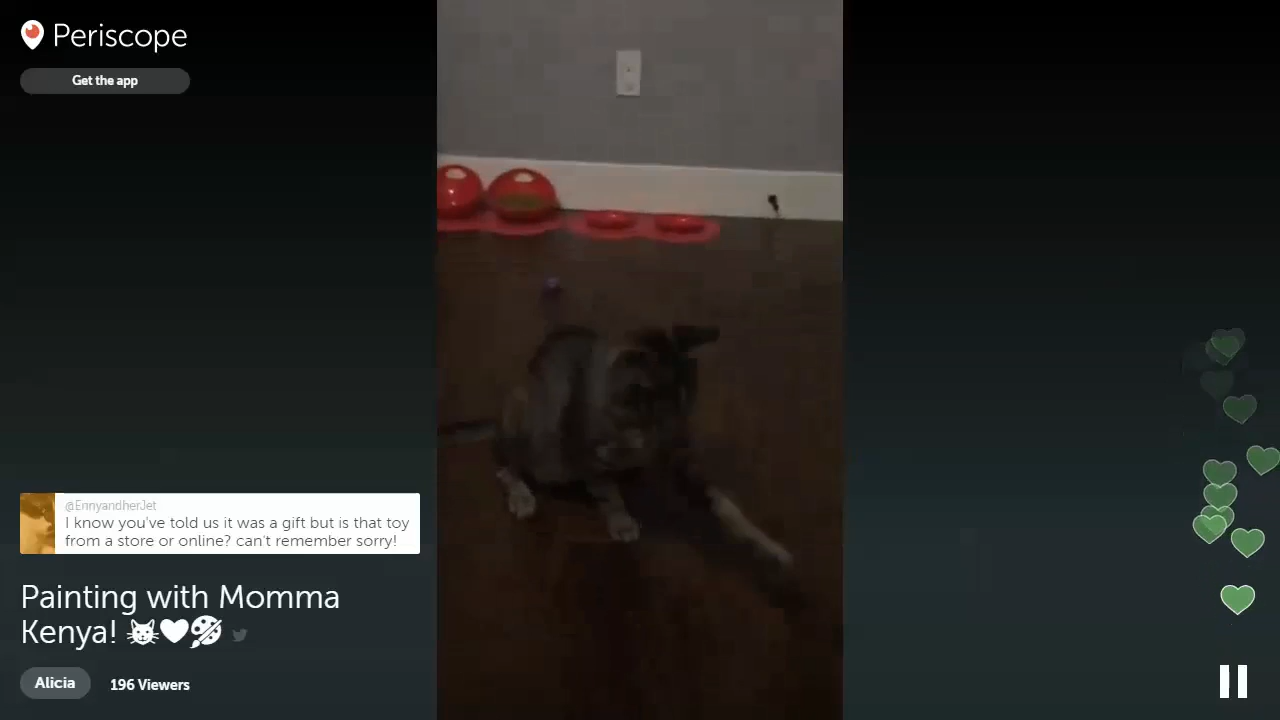 Periscope
Get the app
@EnnyandherJet
I know you've told us it was a gift but is that toy
from a store or online? can't remember sorry!
Painting with Momma
Kenya!
Alicia
196 Viewers